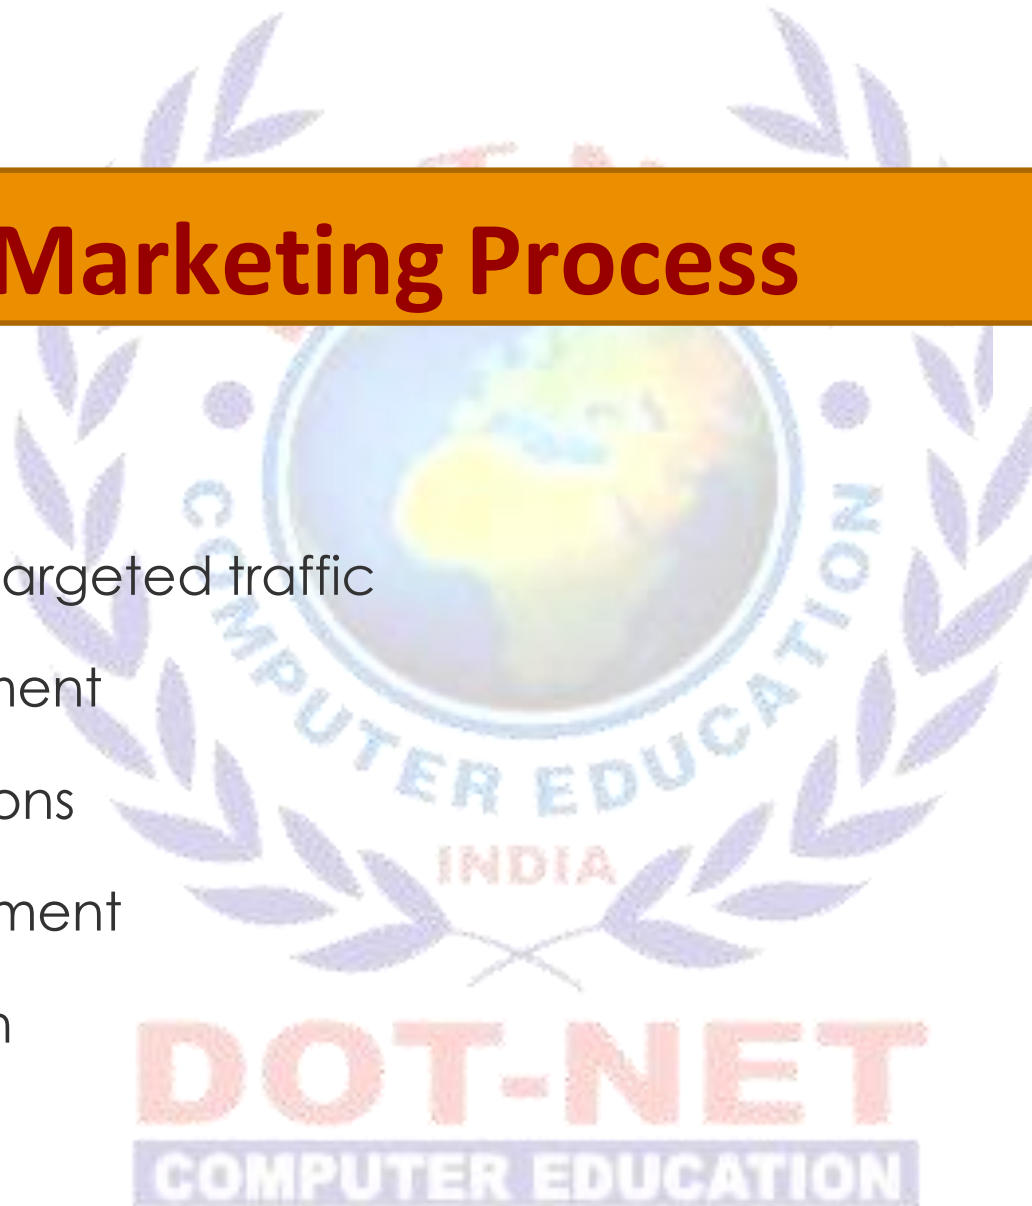 Marketing Process
argeted traffic
nent
ons
ment
n
COMPUTER EDUCATION
INDIA
DOT-NET
COMPUTER EDUCATION